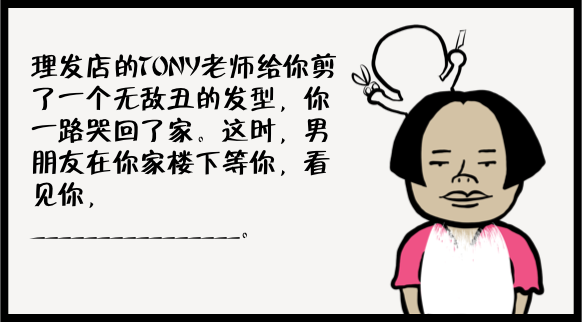 理发店的TONY老师给你剪
了一个无敌丑的发型，你
一路哭回了家。这时，男
朋友在你家楼下等你，看
见你，
________________。